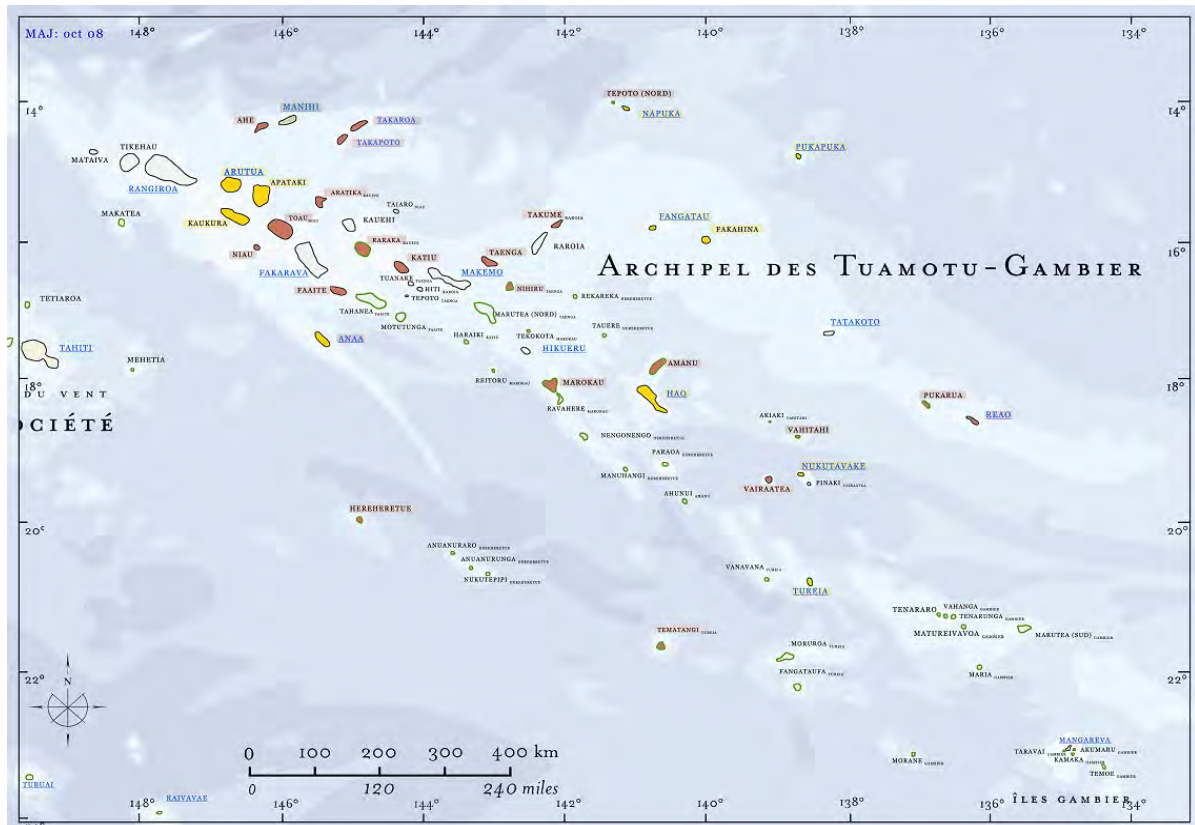 MAJ: oct 08
148° 146° 144° 142° 140° 138° 136° 134°
14° 14°
TEPOTO (NORD)
NAPUKA
MANIHI
AHE
TAKAROA
TAKAPOTO
PUKAPUKA
TIKEHAU
MATAIVA
RANGIROA
ARUTUA
APATAKI
ARATIKA
TAIARO
MAKATEA
KAUKURA
TOAU
KAUEHI
TAKUME
RAROIA
FANGATAU
FAKAHINA
16° 16°
NIAU
RARAKA
KATIU
TAENGA
FAKARAVA
MAKEMO
ARCHIPEL DES TUAMOTU-GAMBIER
TUANAKE
HITI
TEPOTO
FAAITE
NIHIRU
REKAREKA
TETIAROA
TAHANEA
MOTUTUNGA
MARUTEA (NORD)
TATAKOTO
ANAA
HARAIKI
TEKOKOTA
TAUERE
TAHITI
HIKUERU
MEHETIA
AMANU
18° 18°
REITORU
MAROKAU
HAO
DU VENT
OCIÉTÉ
RAVAHERE
PUKARUA
REAO
AKIAKI
VAHITAHI
NENGONENGO
PARAOA
MANUHANGI
NUKUTAVAKE
PINAKI
VAIRAATEA
AHUNUI
HEREHERETUE
20° 20°
ANUANURARO
ANUANURUNGA
NUKUTEPIPI
VANAVANA
TUREIA
TENARARO
VAHANGA
TENARUNGA
MATUREIVAVOA
MARUTEA (SUD)
TEMATANGI
MORUROA
FANGATAUFA
MARIA
22° 22°
N
MANGAREVA
TARAVAI
AKUMARU
KAMAKA
MORANE
TEMOE
0 100 200 300 400 km
0 120 240 miles
TUBUAI
RAIVAVAE
ÎLES GAMBIER
148° 146° 144° 142° 140° 138° 136° 134°